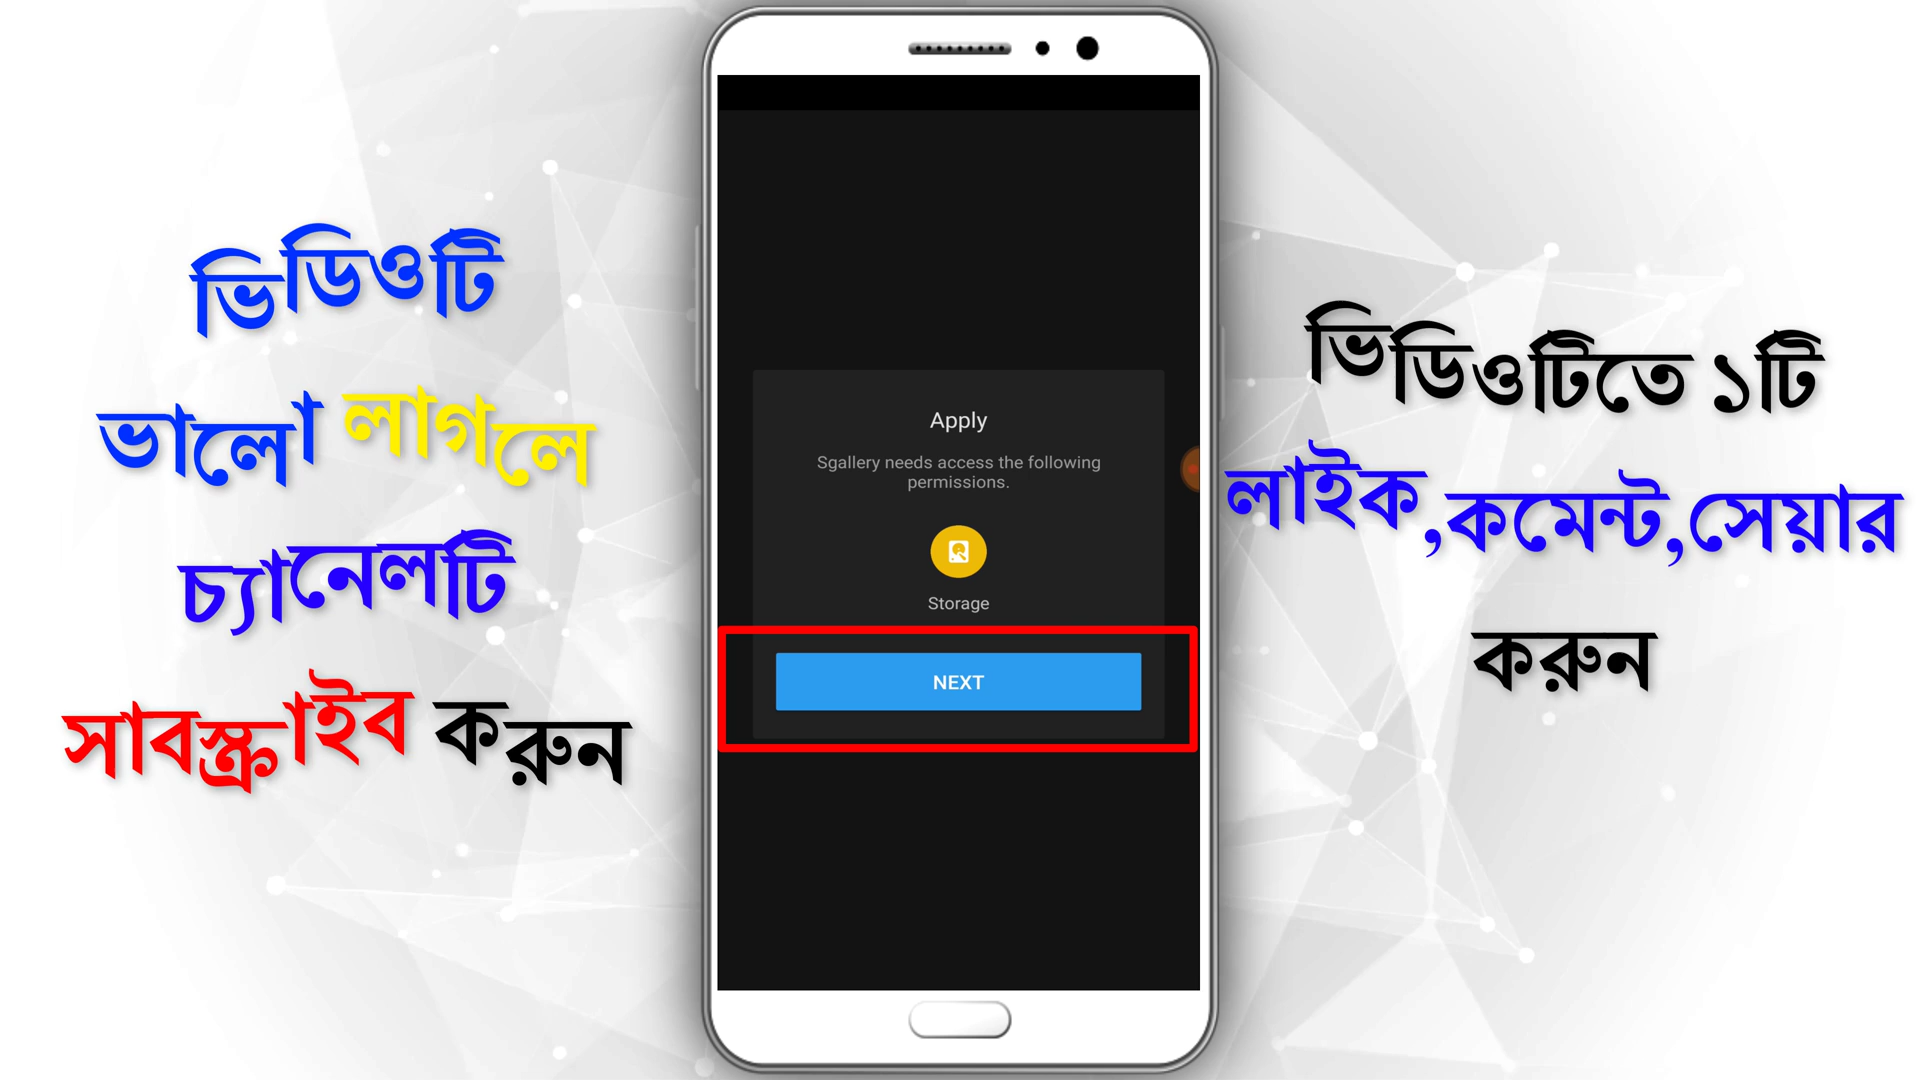 ভিডিওটি
ভালো লাগলে
চ্যানেলটি
সাবস্ক্রাইব করুন
Apply
Sgallery needs access the following
permissions.
Storage
NEXT
ভিডিওটিতে ১টি
লাইক,কমেন্ট,সেয়ার
করুন